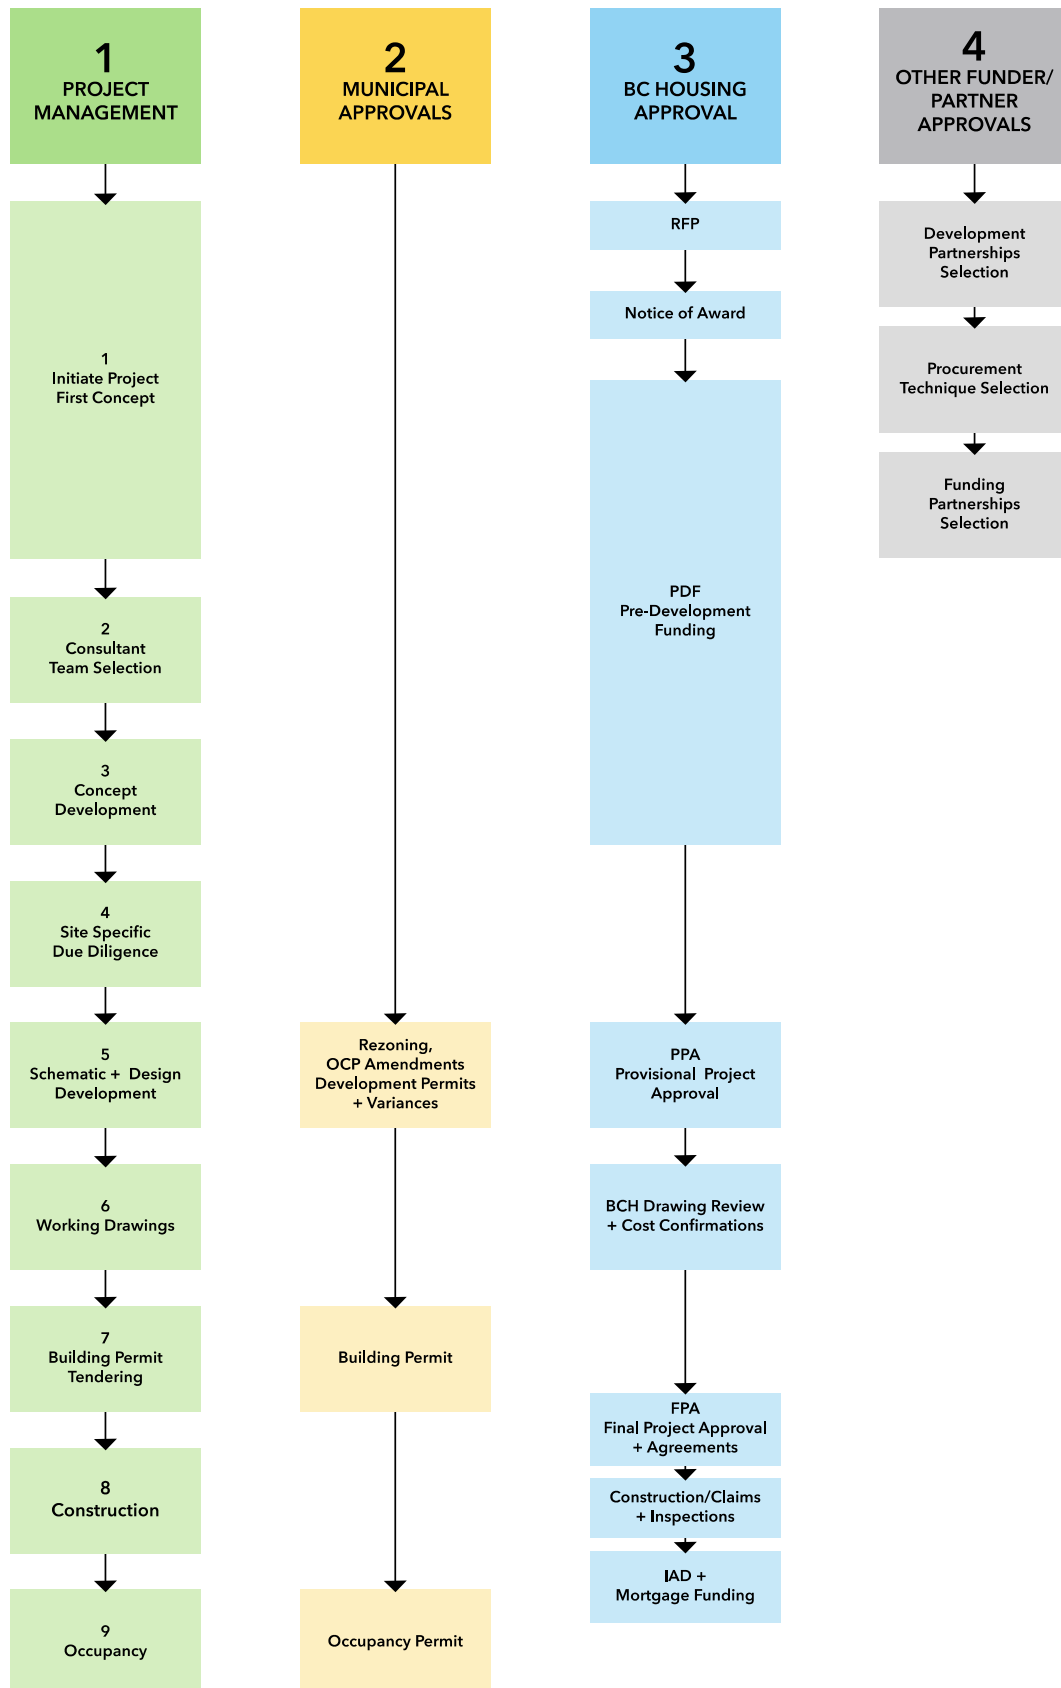 1
PROJECT
MANAGEMENT
1
Initiate Project
First Concept
2
Consultant
Team Selection
3
Concept
Development
4
Site Specific
Due Diligence
5
Schematic + Design
Development
6
Working Drawings
7
Building Permit
Tendering
8
Construction
9
Occupancy
2
MUNICIPAL
APPROVALS
Rezoning,
OCP Amendments
Development Permits
+ Variances
Building Permit
Occupancy Permit
3
BC HOUSING
APPROVAL
RFP
Notice of Award
PDF
Pre-Development
Funding
PPA
Provisional Project
Approval
BCH Drawing Review
+ Cost Confirmations
FPA
Final Project Approval
+ Agreements
Construction/Claims
+ Inspections
IAD +
Mortgage Funding
4
OTHER FUNDER/
PARTNER
APPROVALS
Development
Partnerships
Selection
Procurement
Technique Selection
Funding
Partnerships
Selection